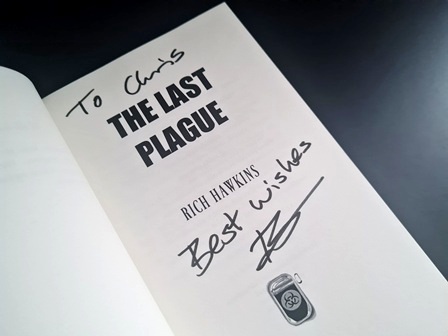 To Chris
THE LAST
PLAGUE
RICH HAWKINS
Best wishes